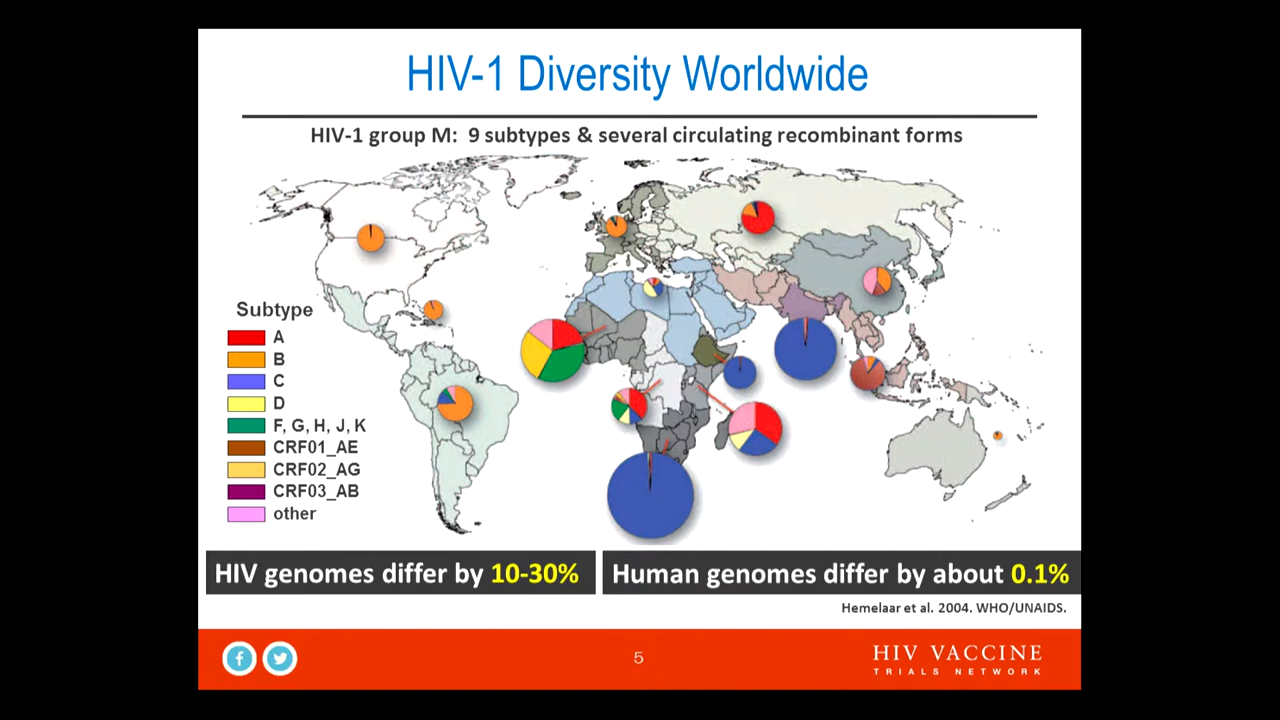 HIV-1 Diversity Worldwide
HIV-1 group M: 9 subtypes & several circulating recombinant forms
Subtype
A
B
C
D
F, G, H, J, K
CRF01_AE
CRF02_AG
CRF03_AB
other
HIV genomes differ by 10-30%
Human genomes differ by about 0.1%
Hemelaar et al. 2004. WHO/UNAIDS.
f
5
HIV VACCINE
TRIALS NETWORK